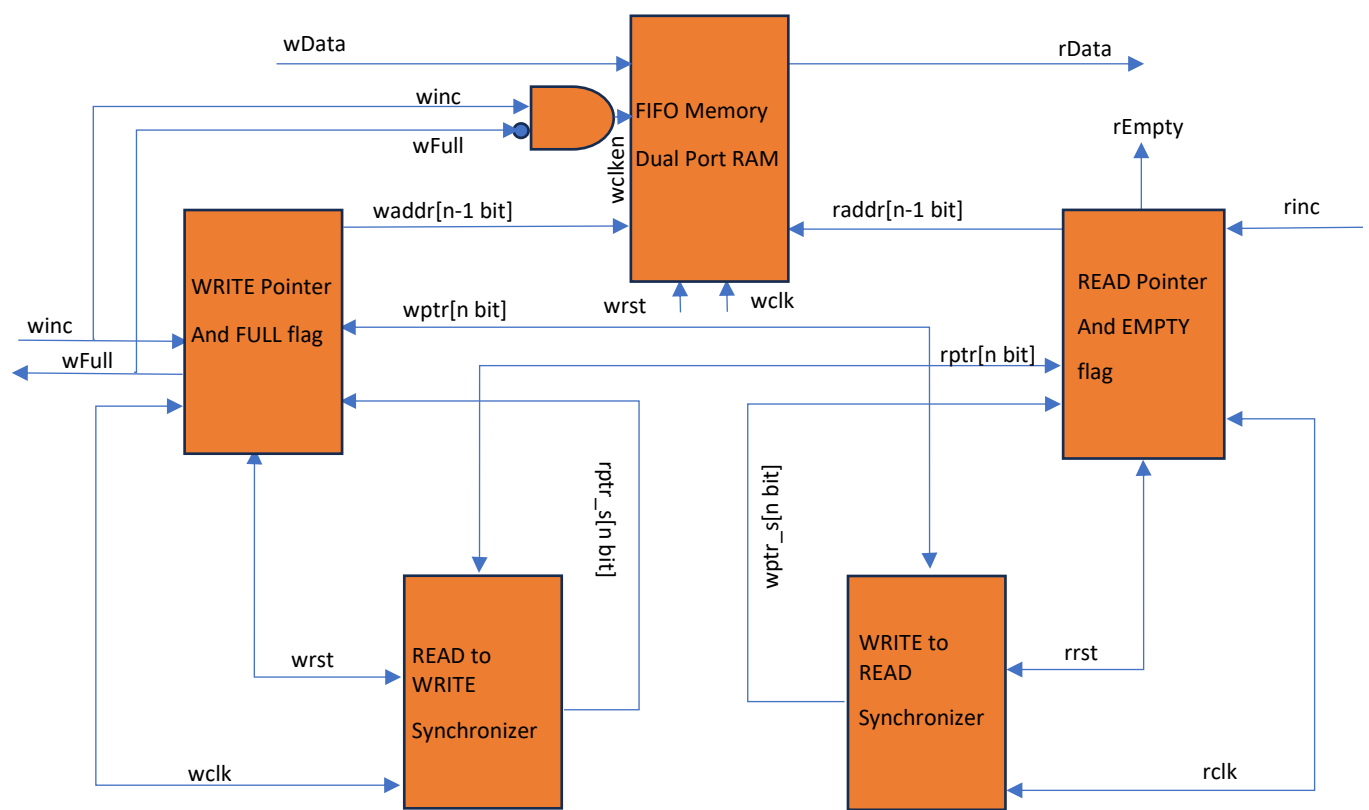 wData
rData
winc
FIFO Memory
Dual Port RAM
wFull
wclken
rEmpty
waddr[n-1 bit]
raddr[n-1 bit]
rinc
WRITE Pointer
And FULL flag
READ Pointer
And EMPTY
flag
wrst
wclk
wptr[n bit]
winc
wFull
rptr[n bit]
rptr_s[n bit]
wptr_s[n bit]
wrst
READ to
WRITE
Synchronizer
WRITE to
READ
Synchronizer
rrst
wclk
rclk